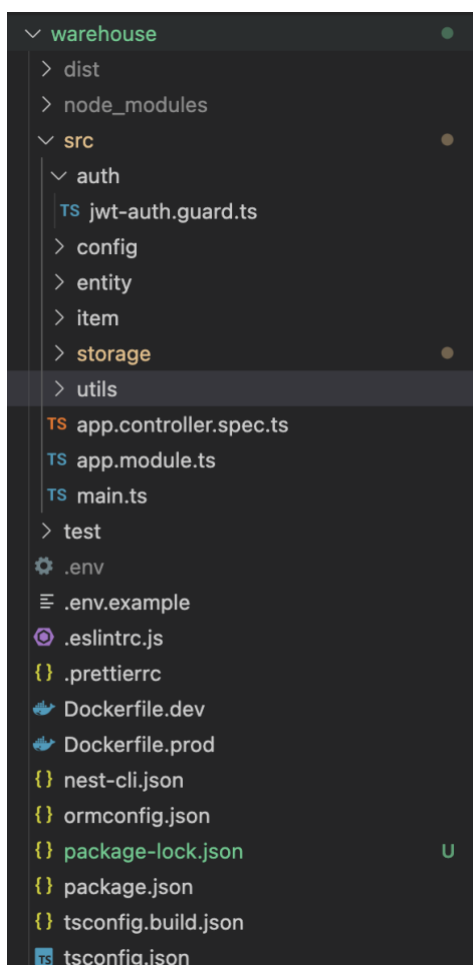 warehouse
dist
node_modules
src
auth
TS jwt-auth.guard.ts
config
entity
item
storage
utils
TS app.controller.spec.ts
TS app.module.ts
TS main.ts
test
.env
.env.example
.eslintrc.js
{} .prettierrc
Dockerfile.dev
Dockerfile.prod
{} nest-cli.json
{} ormconfig.json
{} package-lock.json U
{} package.json
{} tsconfig.build.json
TS tsconfig.json